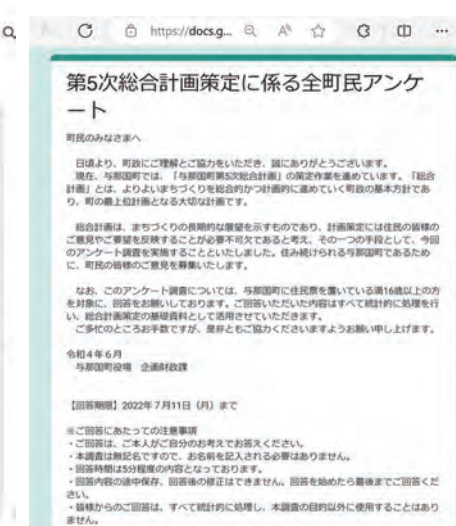 https://docs.g...
第5次総合計画策定に係る全町民アンケ
ート
町民のみなさまへ
日頃より、町政にご理解とご協力をいただき、誠にありがとうございます。
現在、与那国町では、「与那国町第5次総合計画」の策定作業を進めています。「総合
計画」とは、よりよいまちづくりを総合的かつ計画的に進めていく町政の基本方針であ
り、町の最上位計画となる大切な計画です。
総合計画は、まちづくりの長期的な展望を示すものであり、計画策定には住民の皆様の
ご意見やご要望を反映することが必要不可欠であると考え、その一つの手段として、今回
のアンケート調査を実施することといたしました。住み続けられる与那国町であるため
に、町民の皆様のご意見を募集いたします。
なお、このアンケート調査については、与那国町に住民票を置いている満16歳以上の方
を対象に、回答をお願いしております。ご回答いただいた内容はすべて統計的に処理を行
い、総合計画策定の基礎資料として活用させていただきます。
ご多忙のところお手数ですが、是非ともご協力くださいますようお願い申し上げます。
令和4年6月
与那国町役場 企画財政課
【回答期限】2022年7月11日（月）まで
※ご回答にあたっての注意事項
・ご回答は、ご本人がご自分のお考えでお答えください。
・本調査は無記名ですので、お名前を記入される必要はありません。
・回答時間は5分程度の内容となっております。
・回答内容の途中保存、回答後の修正はできません。回答を始めたら最後までご回答くだ
さい。
・皆様からのご回答は、すべて統計的に処理し、本調査の目的以外に使用することはあり
ません。